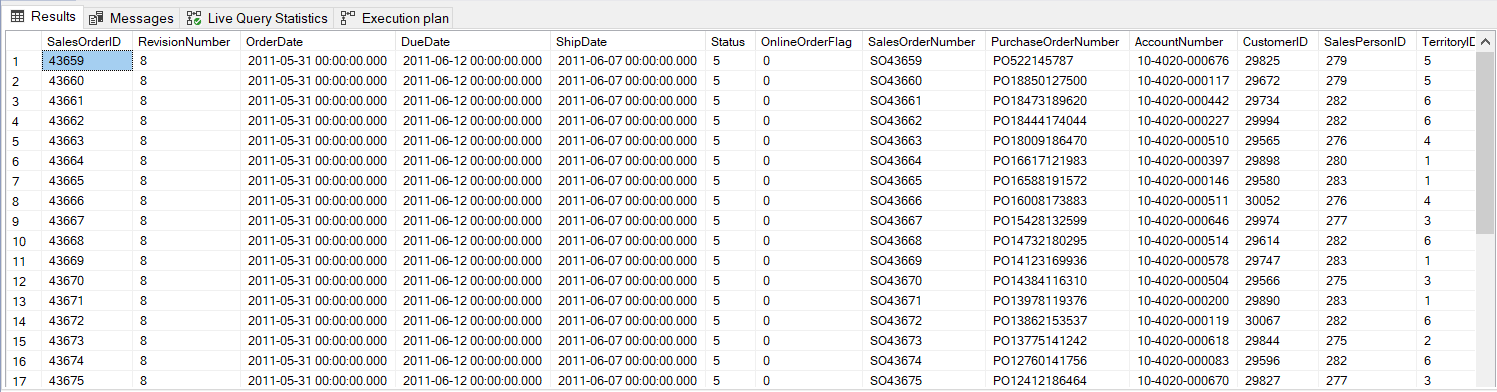 Results Messages Live Query Statistics Execution plan
SalesOrderID RevisionNumber OrderDate DueDate ShipDate Status OnlineOrderFlag SalesOrderNumber PurchaseOrderNumber AccountNumber CustomerID SalesPersonID TerritoryID
1 43659 8 2011-05-31 00:00:00.000 2011-06-12 00:00:00.000 2011-06-07 00:00:00.000 5 0 SO43659 PO522145787 10-4020-000676 29825 279 5
2 43660 8 2011-05-31 00:00:00.000 2011-06-12 00:00:00.000 2011-06-07 00:00:00.000 5 0 SO43660 PO18850127500 10-4020-000117 29672 279 5
3 43661 8 2011-05-31 00:00:00.000 2011-06-12 00:00:00.000 2011-06-07 00:00:00.000 5 0 SO43661 PO18473189620 10-4020-000442 29734 282 6
4 43662 8 2011-05-31 00:00:00.000 2011-06-12 00:00:00.000 2011-06-07 00:00:00.000 5 0 SO43662 PO18444174044 10-4020-000227 29994 282 6
5 43663 8 2011-05-31 00:00:00.000 2011-06-12 00:00:00.000 2011-06-07 00:00:00.000 5 0 SO43663 PO18009186470 10-4020-000510 29565 276 4
6 43664 8 2011-05-31 00:00:00.000 2011-06-12 00:00:00.000 2011-06-07 00:00:00.000 5 0 SO43664 PO16617121983 10-4020-000397 29898 280 1
7 43665 8 2011-05-31 00:00:00.000 2011-06-12 00:00:00.000 2011-06-07 00:00:00.000 5 0 SO43665 PO16588191572 10-4020-000146 29580 283 1
8 43666 8 2011-05-31 00:00:00.000 2011-06-12 00:00:00.000 2011-06-07 00:00:00.000 5 0 SO43666 PO16008173883 10-4020-000511 30052 276 4
9 43667 8 2011-05-31 00:00:00.000 2011-06-12 00:00:00.000 2011-06-07 00:00:00.000 5 0 SO43667 PO15428132599 10-4020-000646 29974 277 3
10 43668 8 2011-05-31 00:00:00.000 2011-06-12 00:00:00.000 2011-06-07 00:00:00.000 5 0 SO43668 PO14732180295 10-4020-000514 29614 282 6
11 43669 8 2011-05-31 00:00:00.000 2011-06-12 00:00:00.000 2011-06-07 00:00:00.000 5 0 SO43669 PO14123169936 10-4020-000578 29747 283 1
12 43670 8 2011-05-31 00:00:00.000 2011-06-12 00:00:00.000 2011-06-07 00:00:00.000 5 0 SO43670 PO14384116310 10-4020-000504 29566 275 3
13 43671 8 2011-05-31 00:00:00.000 2011-06-12 00:00:00.000 2011-06-07 00:00:00.000 5 0 SO43671 PO13978119376 10-4020-000200 29890 283 1
14 43672 8 2011-05-31 00:00:00.000 2011-06-12 00:00:00.000 2011-06-07 00:00:00.000 5 0 SO43672 PO13862153537 10-4020-000119 30067 282 6
15 43673 8 2011-05-31 00:00:00.000 2011-06-12 00:00:00.000 2011-06-07 00:00:00.000 5 0 SO43673 PO13775141242 10-4020-000618 29844 275 2
16 43674 8 2011-05-31 00:00:00.000 2011-06-12 00:00:00.000 2011-06-07 00:00:00.000 5 0 SO43674 PO12760141756 10-4020-000083 29596 282 6
17 43675 8 2011-05-31 00:00:00.000 2011-06-12 00:00:00.000 2011-06-07 00:00:00.000 5 0 SO43675 PO12412186464 10-4020-000670 29827 277 3